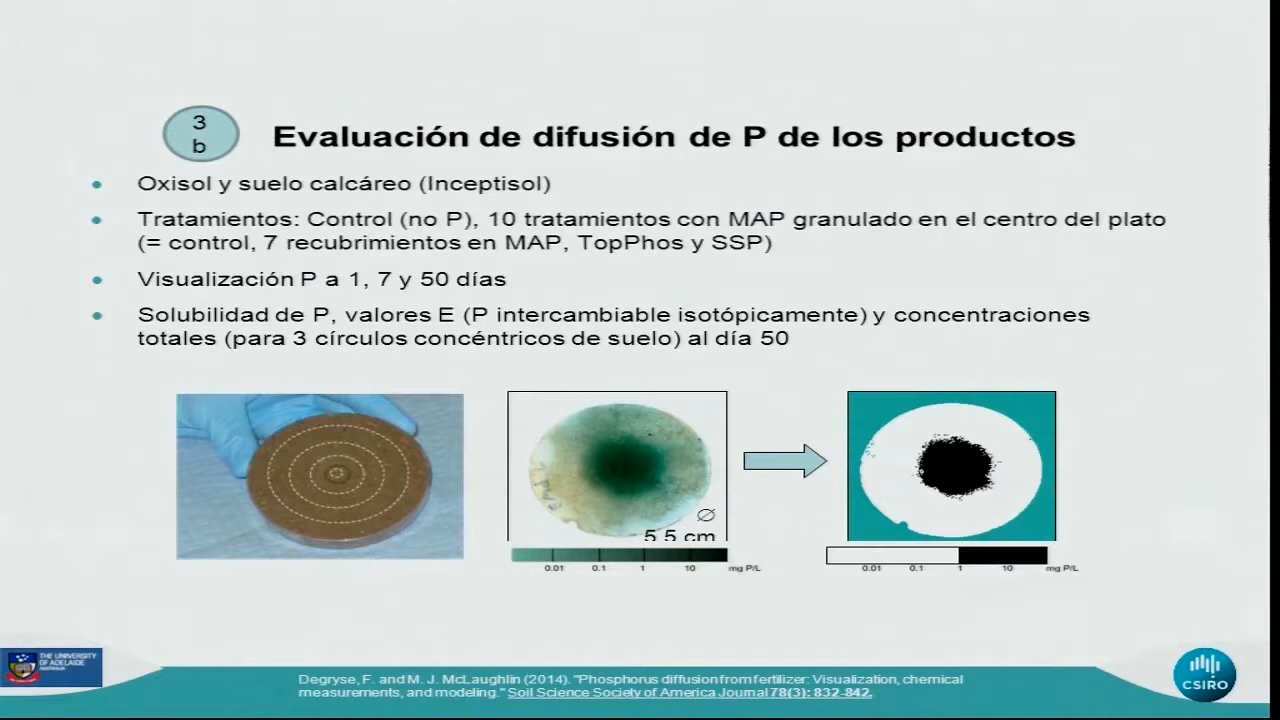 3
b
Evaluación de difusión de P de los productos
• Oxisol y suelo calcáreo (Inceptisol)
• Tratamientos: Control (no P), 10 tratamientos con MAP granulado en el centro del plato
(= control, 7 recubrimientos en MAP, TopPhos y SSP)
• Visualización P a 1, 7 y 50 días
• Solubilidad de P, valores E (P intercambiable isotópicamente) y concentraciones
totales (para 3 círculos concéntricos de suelo) al día 50
∅
5.5 cm
0.01 0.1 1 10 mg P/L
0.01 0.1 1 10 mg P/L
THE UNIVERSITY
OF ADELAIDE
AUSTRALIA
Degryse, F. and M. J. McLaughlin (2014). "Phosphorus diffusion from fertilizer: Visualization, chemical
measurements, and modeling." Soil Science Society of America Journal 78(3): 832-842.
CSIRO